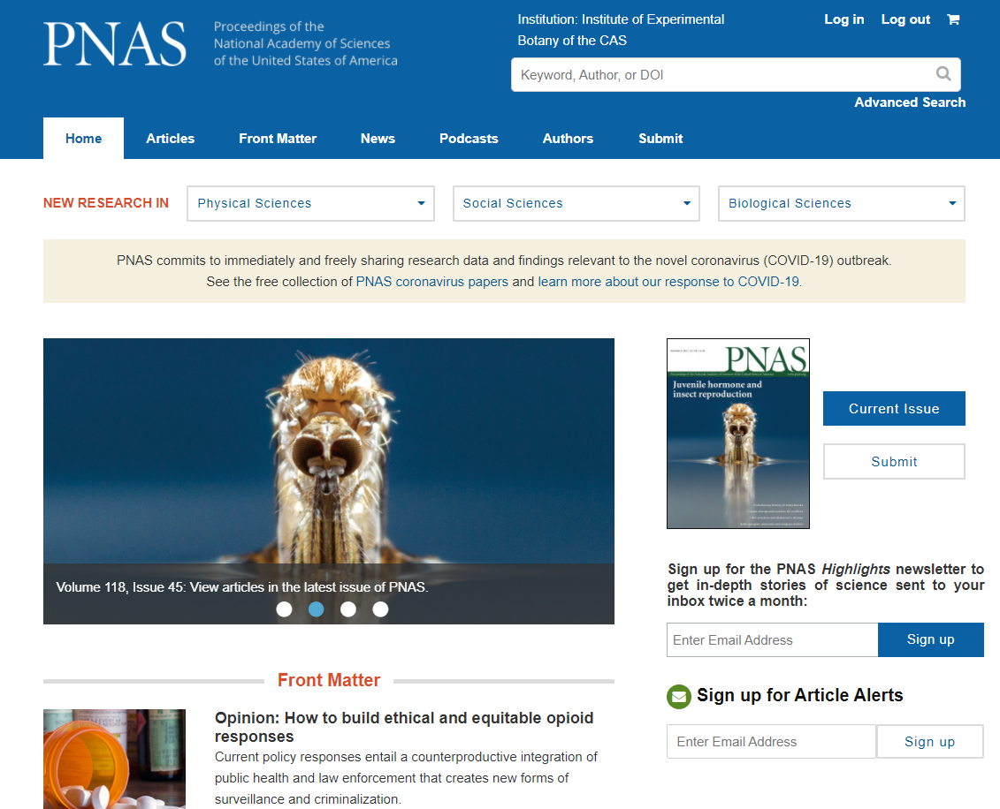 PNAS
Proceedings of the
National Academy of Sciences
of the United States of America
Institution: Institute of Experimental
Botany of the CAS
Log in
Log out
Keyword, Author, or DOI
Advanced Search
Home
Articles
Front Matter
News
Podcasts
Authors
Submit
NEW RESEARCH IN
Physical Sciences
Social Sciences
Biological Sciences
PNAS commits to immediately and freely sharing research data and findings relevant to the novel coronavirus (COVID-19) outbreak.
See the free collection of PNAS coronavirus papers and learn more about our response to COVID-19.
Volume 118, Issue 45: View articles in the latest issue of PNAS.
PNAS
Juvenile hormone and
insect reproduction
Current Issue
Submit
Sign up for the PNAS Highlights newsletter to
get in-depth stories of science sent to your
inbox twice a month:
Enter Email Address
Sign up
Sign up for Article Alerts
Enter Email Address
Sign up
Front Matter
Opinion: How to build ethical and equitable opioid
responses
Current policy responses entail a counterproductive integration of
public health and law enforcement that creates new forms of
surveillance and criminalization.